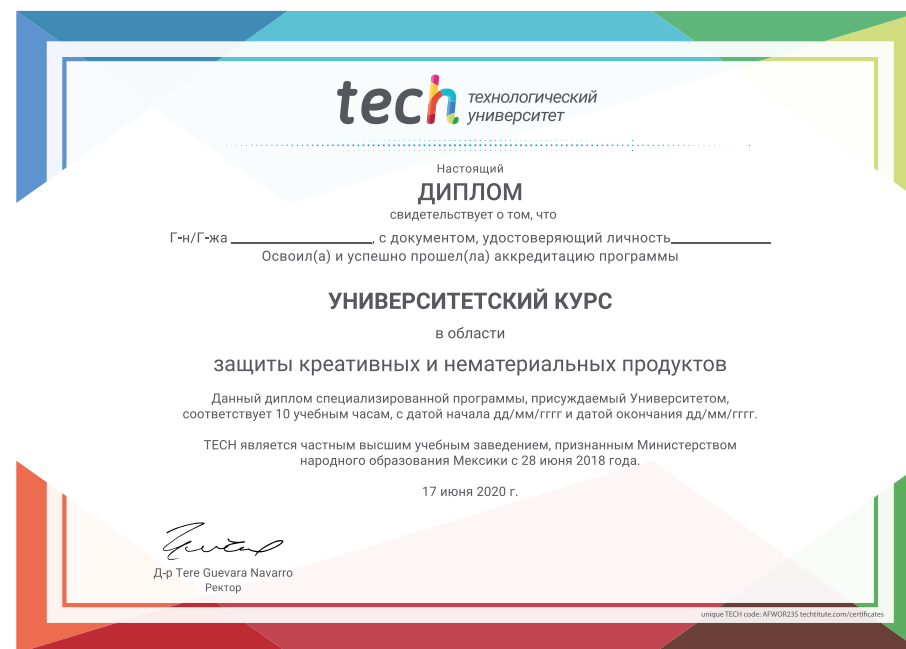 tech технологический
университет
Настоящий
ДИПЛОМ
свидетельствует о том, что
Г-н/Г-жа ____________________, с документом, удостоверяющий личность______________
Освоил(а) и успешно прошел(ла) аккредитацию программы
УНИВЕРСИТЕТСКИЙ КУРС
в области
защиты креативных и нематериальных продуктов
Данный диплом специализированной программы, присуждаемый Университетом,
соответствует 10 учебным часам, с датой начала дд/мм/гггг и датой окончания дд/мм/гггг.
TECH является частным высшим учебным заведением, признанным Министерством
народного образования Мексики с 28 июня 2018 года.
17 июня 2020 г.
Д-р Tere Guevara Navarro
Ректор
unique TECH code: AFWOR23S techtitute.com/certificates